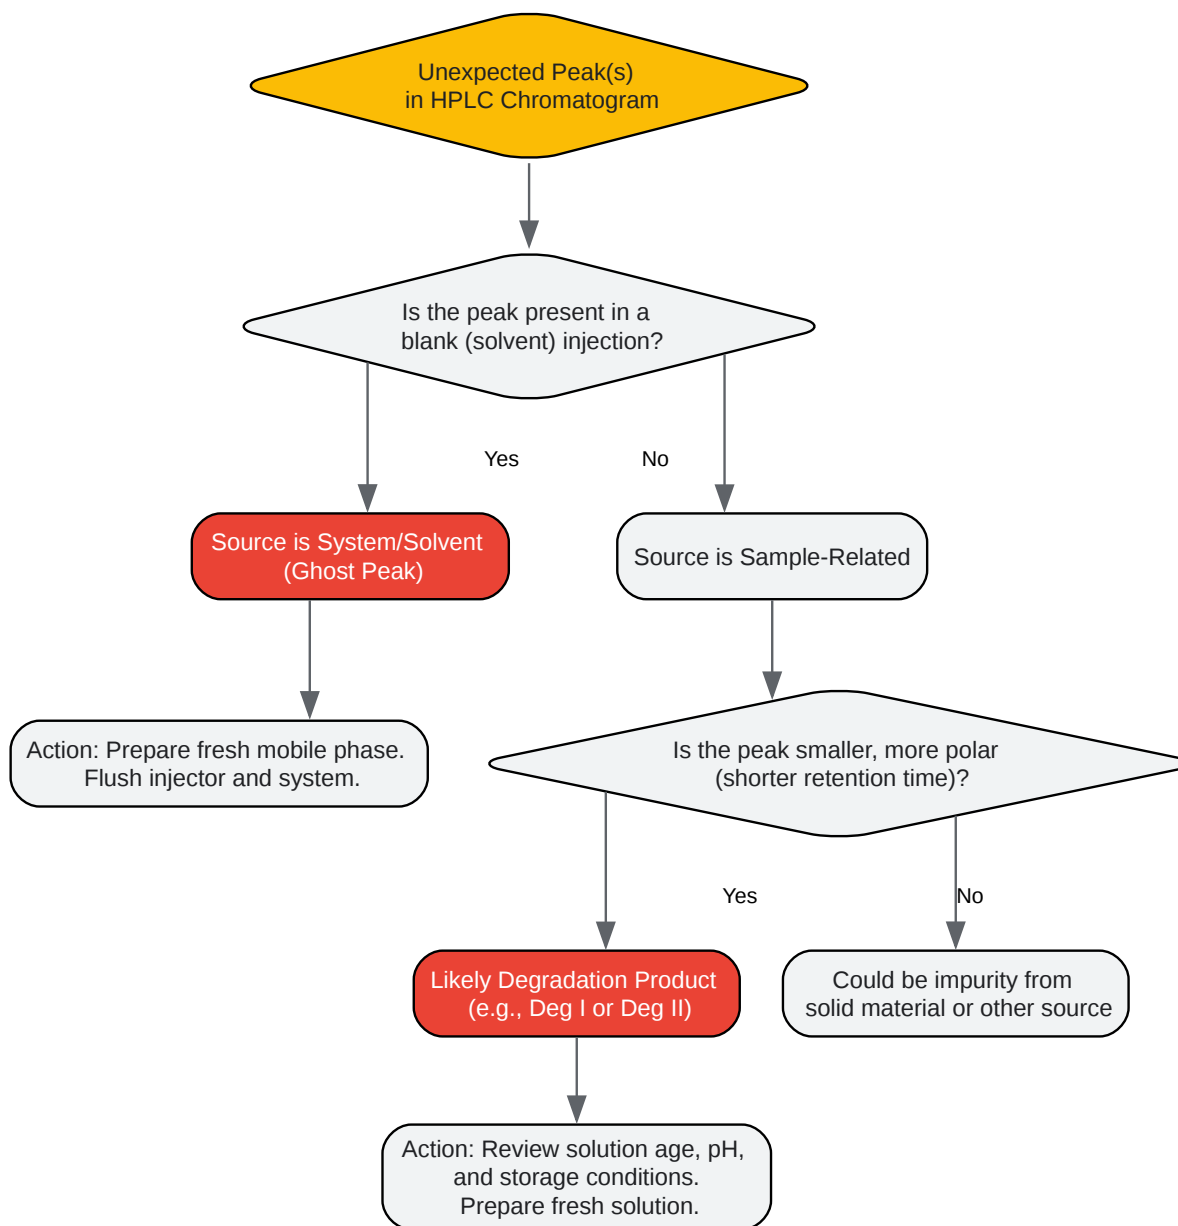 Unexpected Peak(s)
in HPLC Chromatogram
Is the peak present in a
blank (solvent) injection?
Yes
No
Source is System/Solvent
(Ghost Peak)
Source is Sample-Related
Action: Prepare fresh mobile phase.
Flush injector and system.
Is the peak smaller, more polar
(shorter retention time)?
Yes
No
Likely Degradation Product
(e.g., Deg I or Deg II)
Could be impurity from
solid material or other source
Action: Review solution age, pH,
and storage conditions.
Prepare fresh solution.